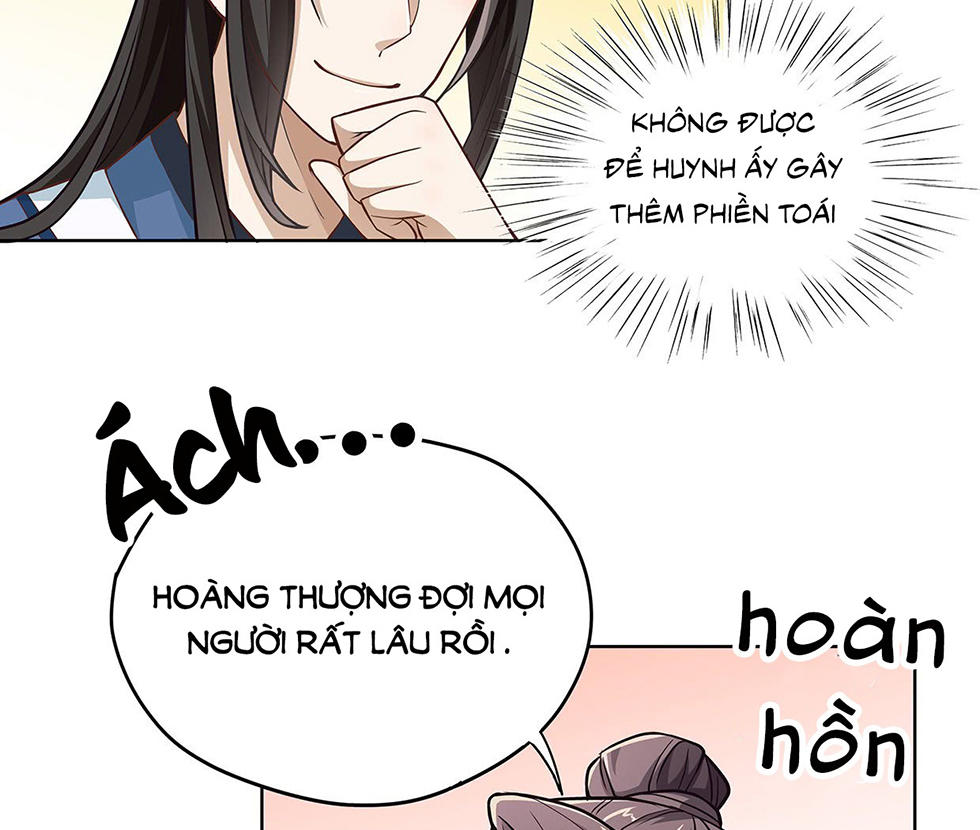 KHÔNG ĐƯỢC
ĐỂ HUYNH ẤY GÂY
THÊM PHIỀN TOÁI
Ách...
HOÀNG THƯỢNG ĐỢI MỌI
NGƯỜI RẤT LÂU RỒI .
hoàn
hồn